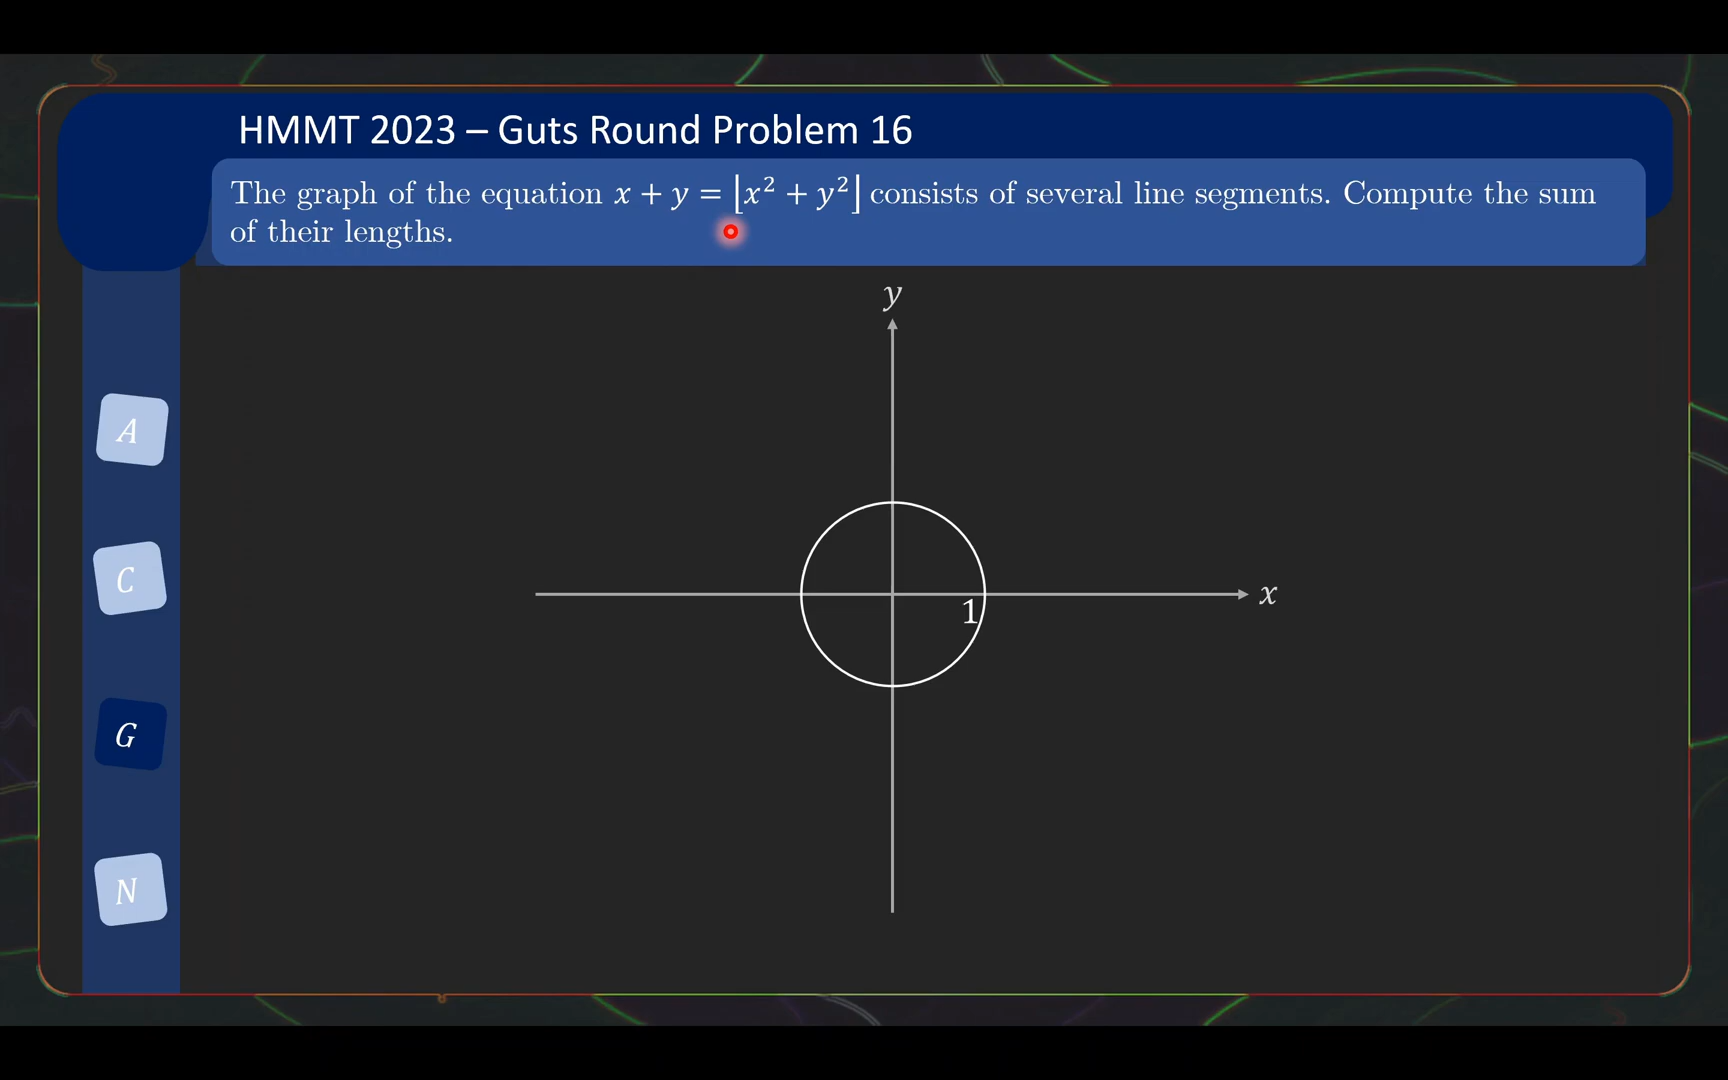 HMMT 2023 – Guts Round Problem 16
The graph of the equation x + y = ⌊x² + y²⌋ consists of several line segments. Compute the sum
of their lengths.
y
A
C
x
1
G
N